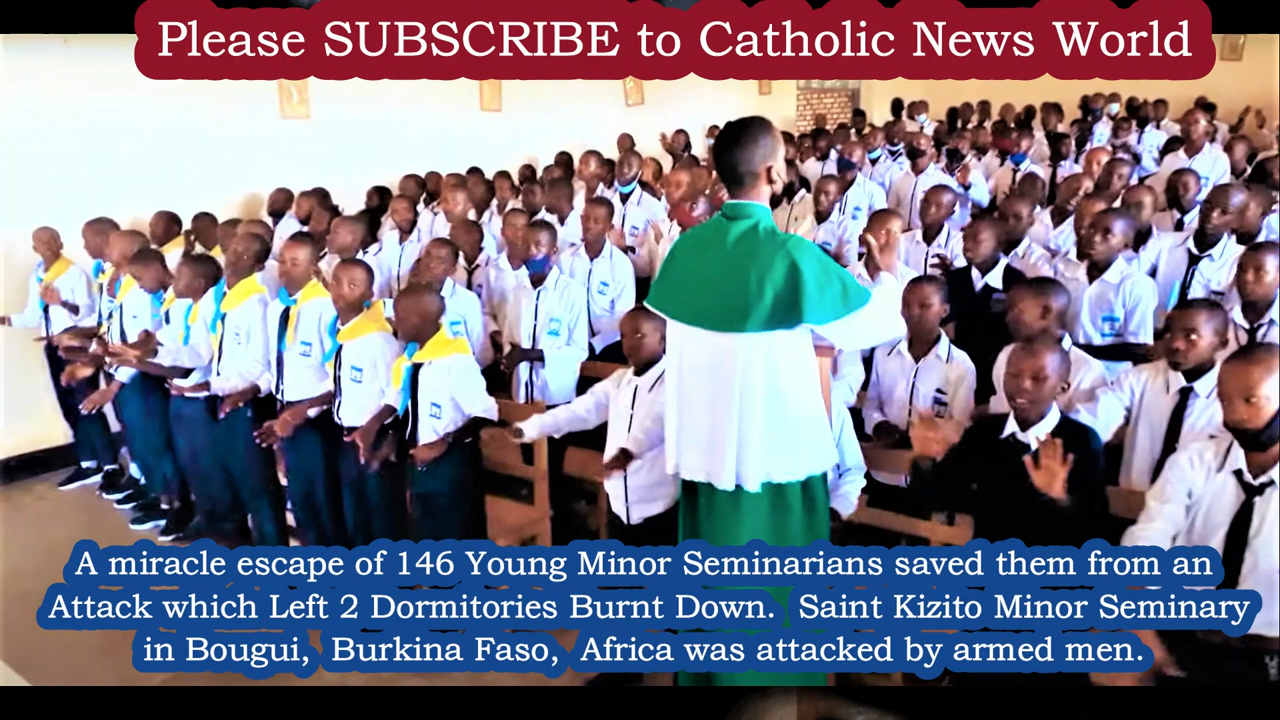 Please SUBSCRIBE to Catholic News World
A miracle escape of 146 Young Minor Seminarians saved them from an
Attack which Left 2 Dormitories Burnt Down. Saint Kizito Minor Seminary
in Bougui, Burkina Faso, Africa was attacked by armed men.